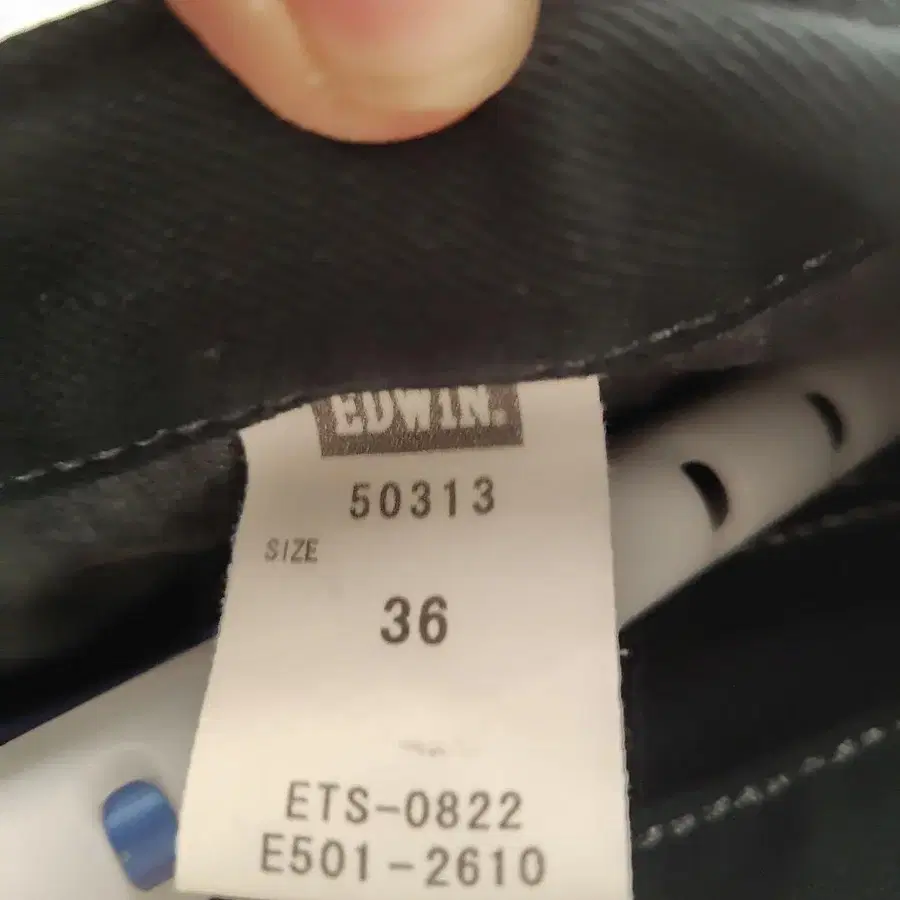 EDWIN.
50313
SIZE
36
ETS-0822
E501-2610